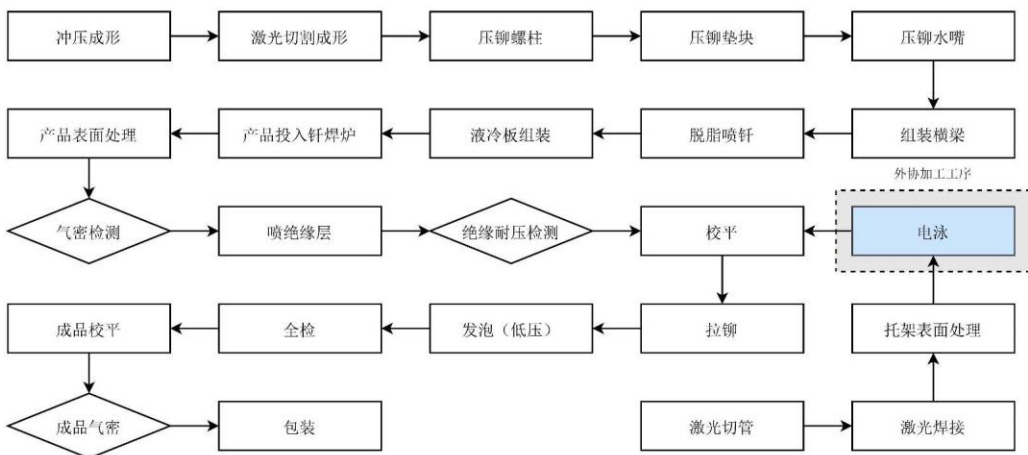 冲压成形
激光切割成形
压铆螺柱
压铆垫块
压铆水嘴
产品表面处理
产品投入钎焊炉
液冷板组装
脱脂喷钎
组装横梁
外协加工工序
气密检测
喷绝缘层
绝缘耐压检测
校平
电泳
成品校平
全检
发泡（低压）
拉铆
托架表面处理
成品气密
包装
激光切管
激光焊接